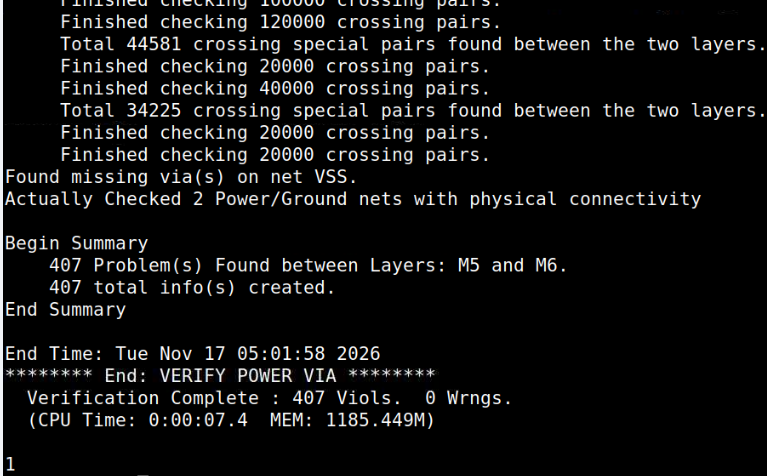 Finished checking 100000 crossing pairs.
Finished checking 120000 crossing pairs.
Total 44581 crossing special pairs found between the two layers.
Finished checking 20000 crossing pairs.
Finished checking 40000 crossing pairs.
Total 34225 crossing special pairs found between the two layers.
Finished checking 20000 crossing pairs.
Finished checking 20000 crossing pairs.
Found missing via(s) on net VSS.
Actually Checked 2 Power/Ground nets with physical connectivity
Begin Summary
407 Problem(s) Found between Layers: M5 and M6.
407 total info(s) created.
End Summary
End Time: Tue Nov 17 05:01:58 2026
******** End: VERIFY POWER VIA ********
Verification Complete : 407 Viols.  0 Wrngs.
(CPU Time: 0:00:07.4  MEM: 1185.449M)
1